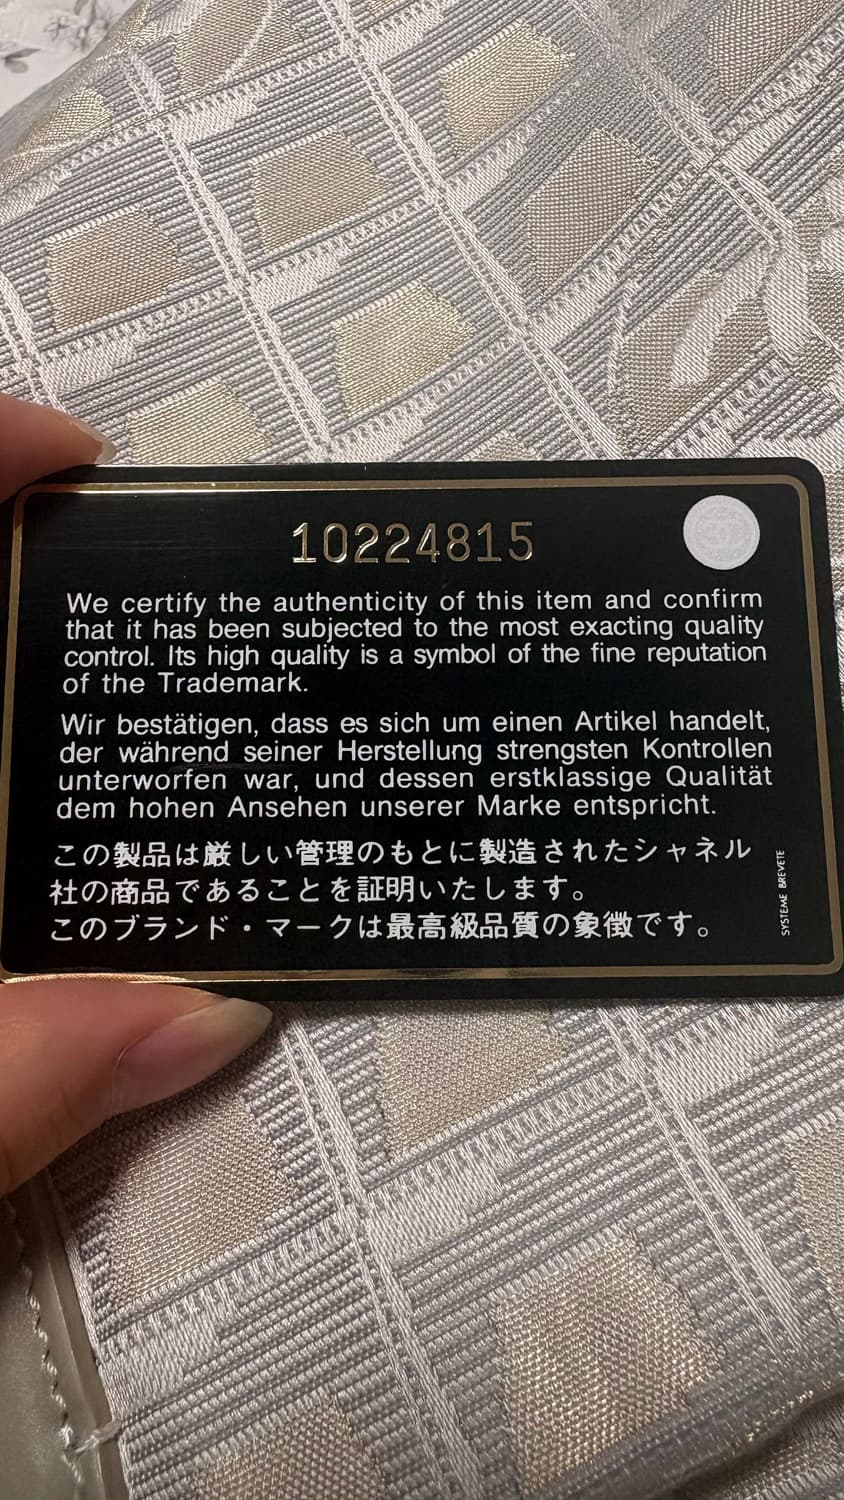 10224815
We certify the authenticity of this item and confirm
that it has been subjected to the most exacting quality
control. Its high quality is a symbol of the fine reputation
of the Trademark.
Wir bestätigen, dass es sich um einen Artikel handelt,
der während seiner Herstellung strengsten Kontrollen
unterworfen war, und dessen erstklassige Qualität
dem hohen Ansehen unserer Marke entspricht.
この製品は厳しい管理のもとに製造されたシャネル
社の商品であることを証明いたします。
このブランド・マークは最高級品質の象徴です。
SYSTEME BREVETE